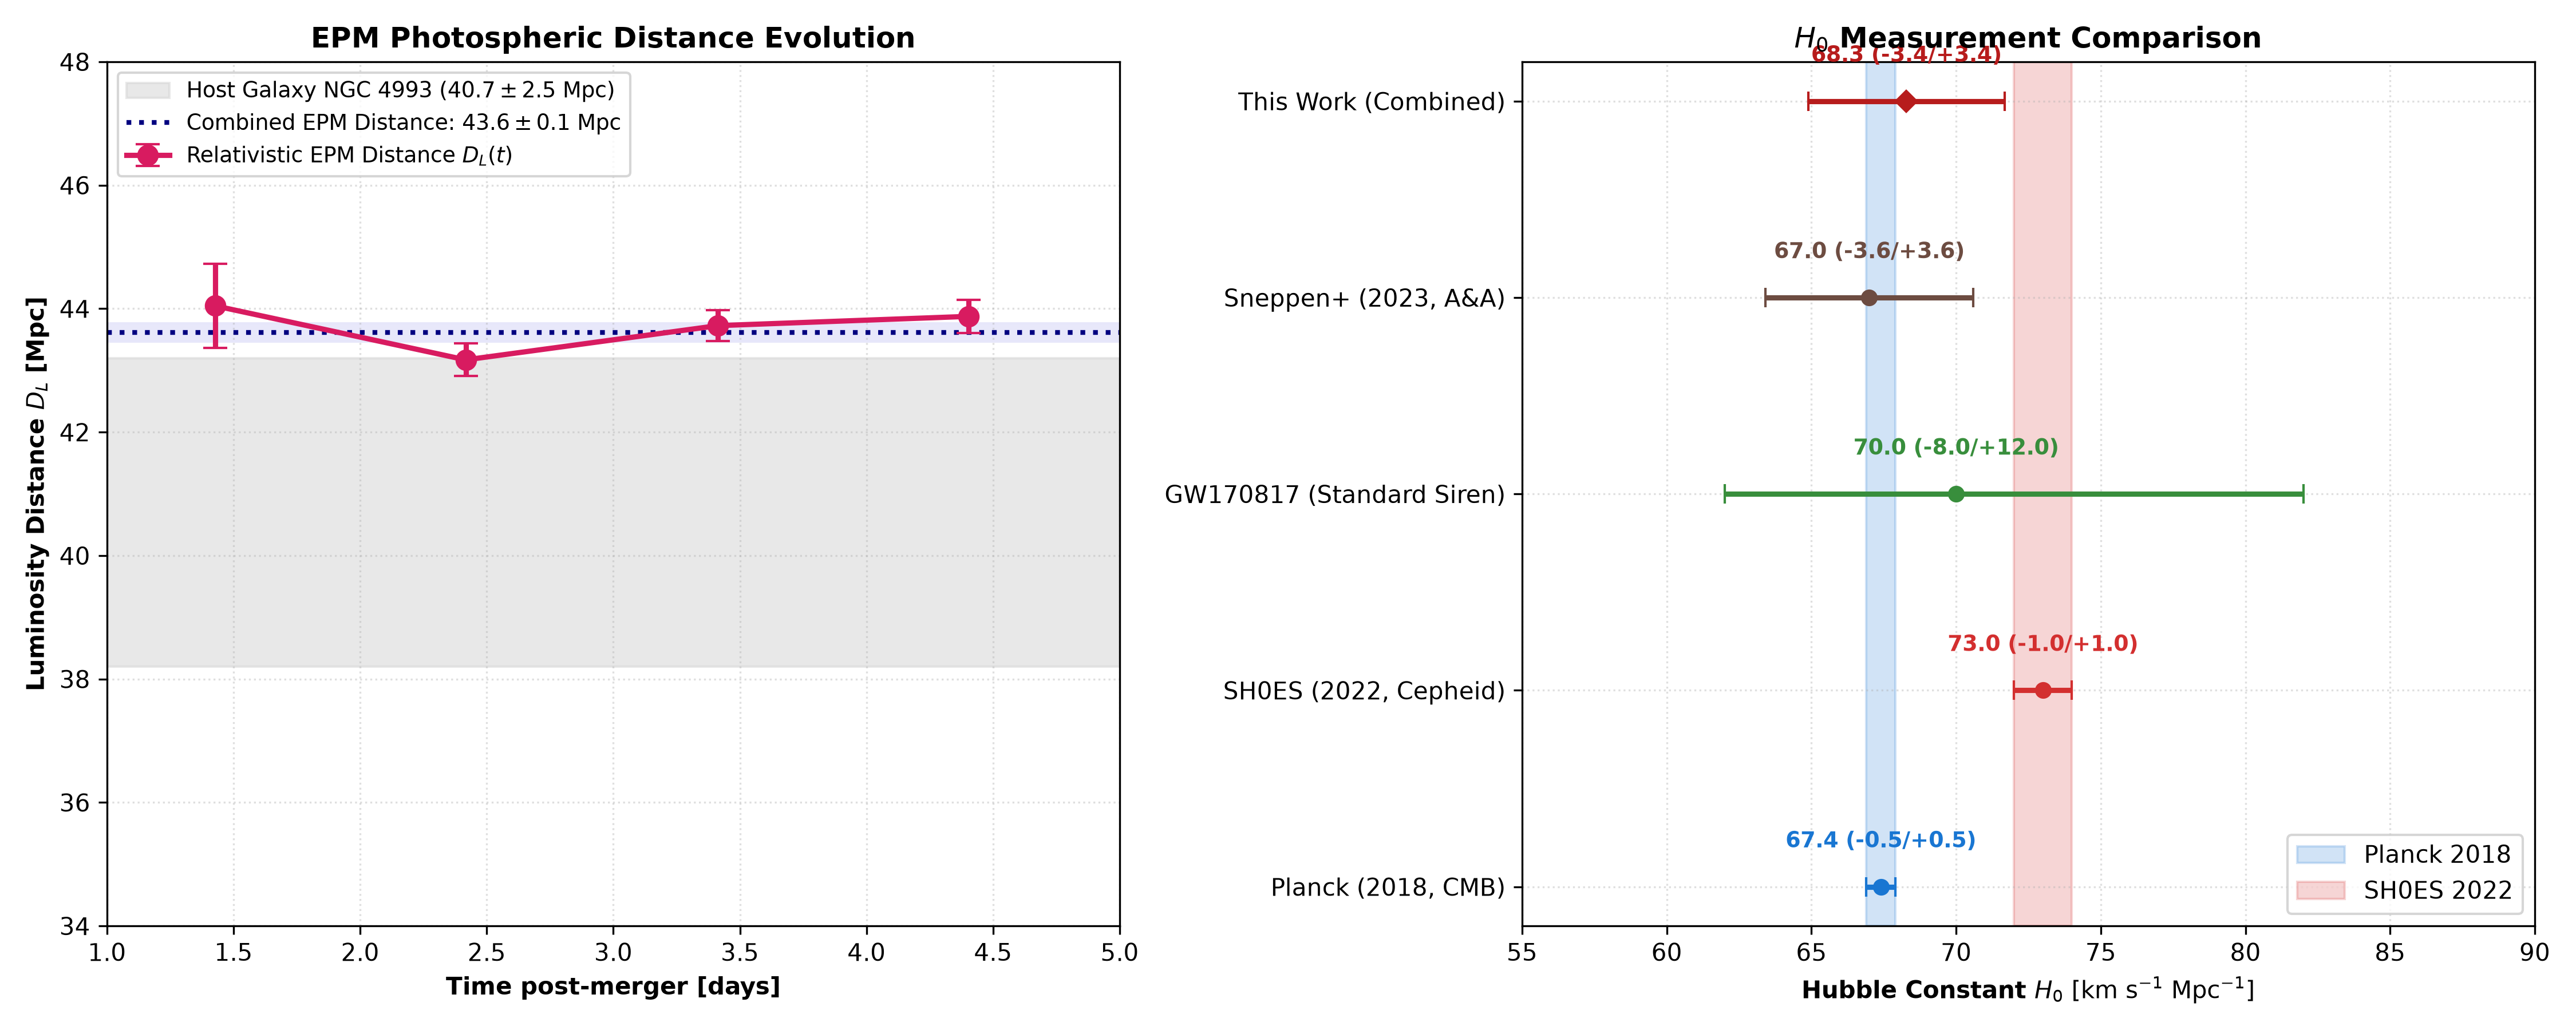 EPM Photospheric Distance Evolution
Host Galaxy NGC 4993 (40.7 ± 2.5 Mpc)
Combined EPM Distance: 43.6 ± 0.1 Mpc
Relativistic EPM Distance D_L(t)
Luminosity Distance D_L [Mpc]
48
46
44
42
40
38
36
34
1.0 1.5 2.0 2.5 3.0 3.5 4.0 4.5 5.0
Time post-merger [days]
H₀ Measurement Comparison
68.3 (-3.4/+3.4)
This Work (Combined)
67.0 (-3.6/+3.6)
Sneppen+ (2023, A&A)
70.0 (-8.0/+12.0)
GW170817 (Standard Siren)
73.0 (-1.0/+1.0)
SH0ES (2022, Cepheid)
67.4 (-0.5/+0.5)
Planck (2018, CMB)
Planck 2018
SH0ES 2022
55 60 65 70 75 80 85 90
Hubble Constant H₀ [km s⁻¹ Mpc⁻¹]